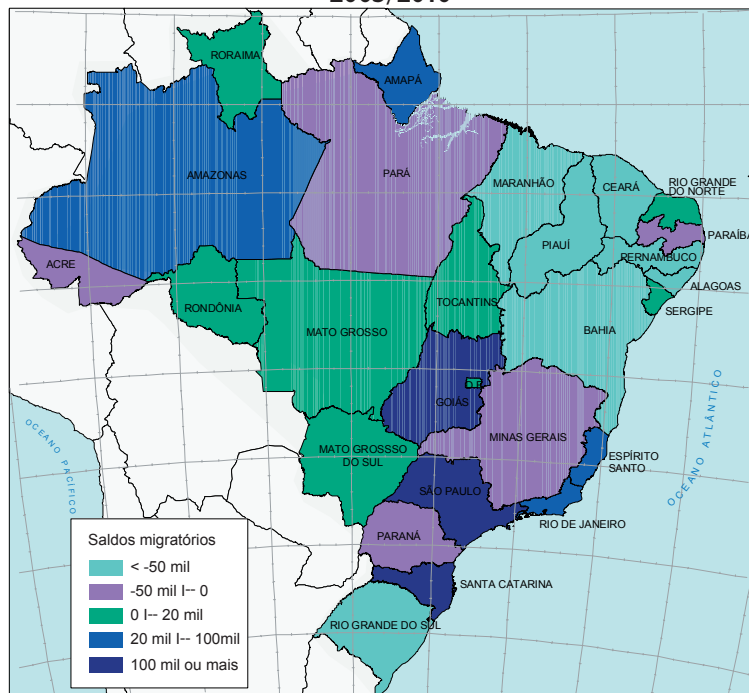 RORAIMA
AMAPÁ
AMAZONAS
PARÁ
MARANHÃO
CEARÁ
RIO GRANDE
DO NORTE
PIAUÍ
PARAÍBA
PERNAMBUCO
ACRE
ALAGOAS
RONDÔNIA
TOCANTINS
SERGIPE
MATO GROSSO
BAHIA
GOIÁS
MINAS GERAIS
MATO GROSSSO
DO SUL
ESPÍRITO
SANTO
SÃO PAULO
RIO DE JANEIRO
PARANÁ
SANTA CATARINA
RIO GRANDE DO SUL
OCEANO PACÍFICO
OCEANO ATLÂNTICO
Saldos migratórios
< -50 mil
-50 mil I-- 0
0 I-- 20 mil
20 mil I-- 100mil
100 mil ou mais